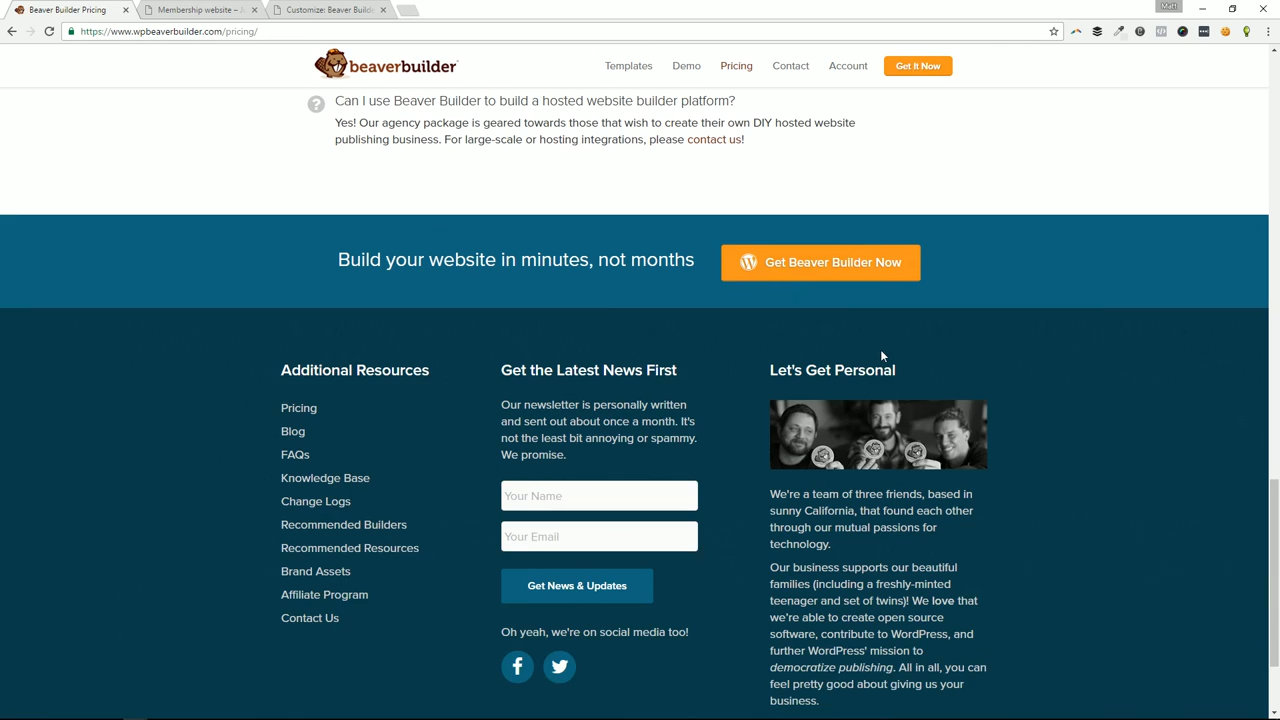 Beaver Builder Pricing
Membership website – J
Customize: Beaver Builde
Matt
https://www.wpbeaverbuilder.com/pricing/
beaverbuilder
Templates
Demo
Pricing
Contact
Account
Get It Now
Can I use Beaver Builder to build a hosted website builder platform?
Yes! Our agency package is geared towards those that wish to create their own DIY hosted website
publishing business. For large-scale or hosting integrations, please contact us!
Build your website in minutes, not months
Get Beaver Builder Now
Additional Resources
Pricing
Blog
FAQs
Knowledge Base
Change Logs
Recommended Builders
Recommended Resources
Brand Assets
Affiliate Program
Contact Us
Get the Latest News First
Our newsletter is personally written
and sent out about once a month. It's
not the least bit annoying or spammy.
We promise.
Your Name
Your Email
Get News & Updates
Oh yeah, we're on social media too!
Let's Get Personal
We're a team of three friends, based in
sunny California, that found each other
through our mutual passions for
technology.
Our business supports our beautiful
families (including a freshly-minted
teenager and set of twins)! We love that
we're able to create open source
software, contribute to WordPress, and
further WordPress' mission to
democratize publishing. All in all, you can
feel pretty good about giving us your
business.